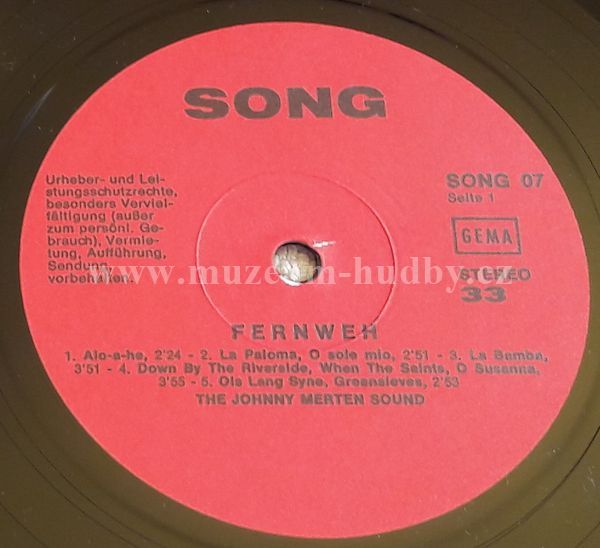 SONG
Urheber- und Lei-
stungsschutzrechte,
besonders Verviel-
fältigung (außer
zum persönl. Ge-
brauch), Vermie-
tung, Aufführung,
Sendung
vorbehalten.
SONG 07
Seite 1
GEMA
STEREO
33
www.muzeum-hudby.cz
FERNWEH
1. Alo-a-he, 2'24 - 2. La Paloma, O sole mio, 2'51 - 3. La Bamba,
3'51 - 4. Down By The Riverside, When The Saints, O Susanna,
3'55 - 5. Ola Lang Syne, Greensleves, 2'53
THE JOHNNY MERTEN SOUND